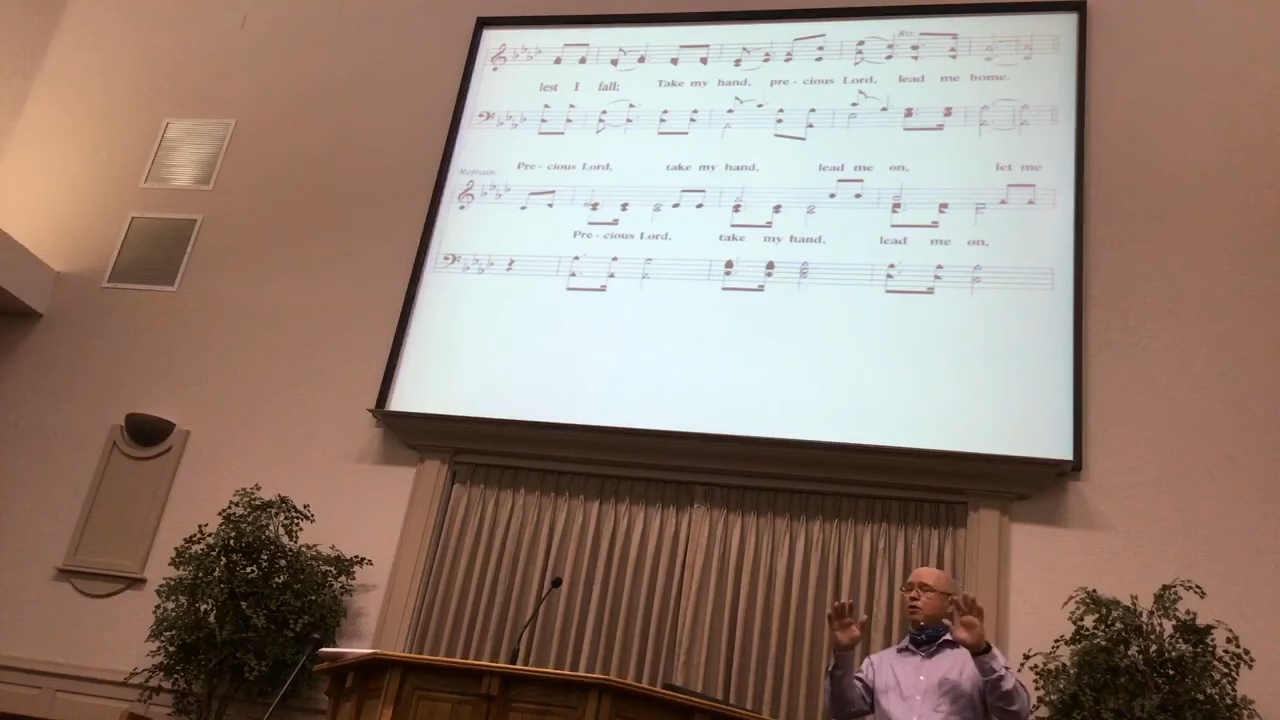 Rit.
lest I fall; Take my hand, pre - cious Lord, lead me home.
Pre - cious Lord, take my hand, lead me on, let me
Refrain
Pre - cious Lord, take my hand, lead me on,